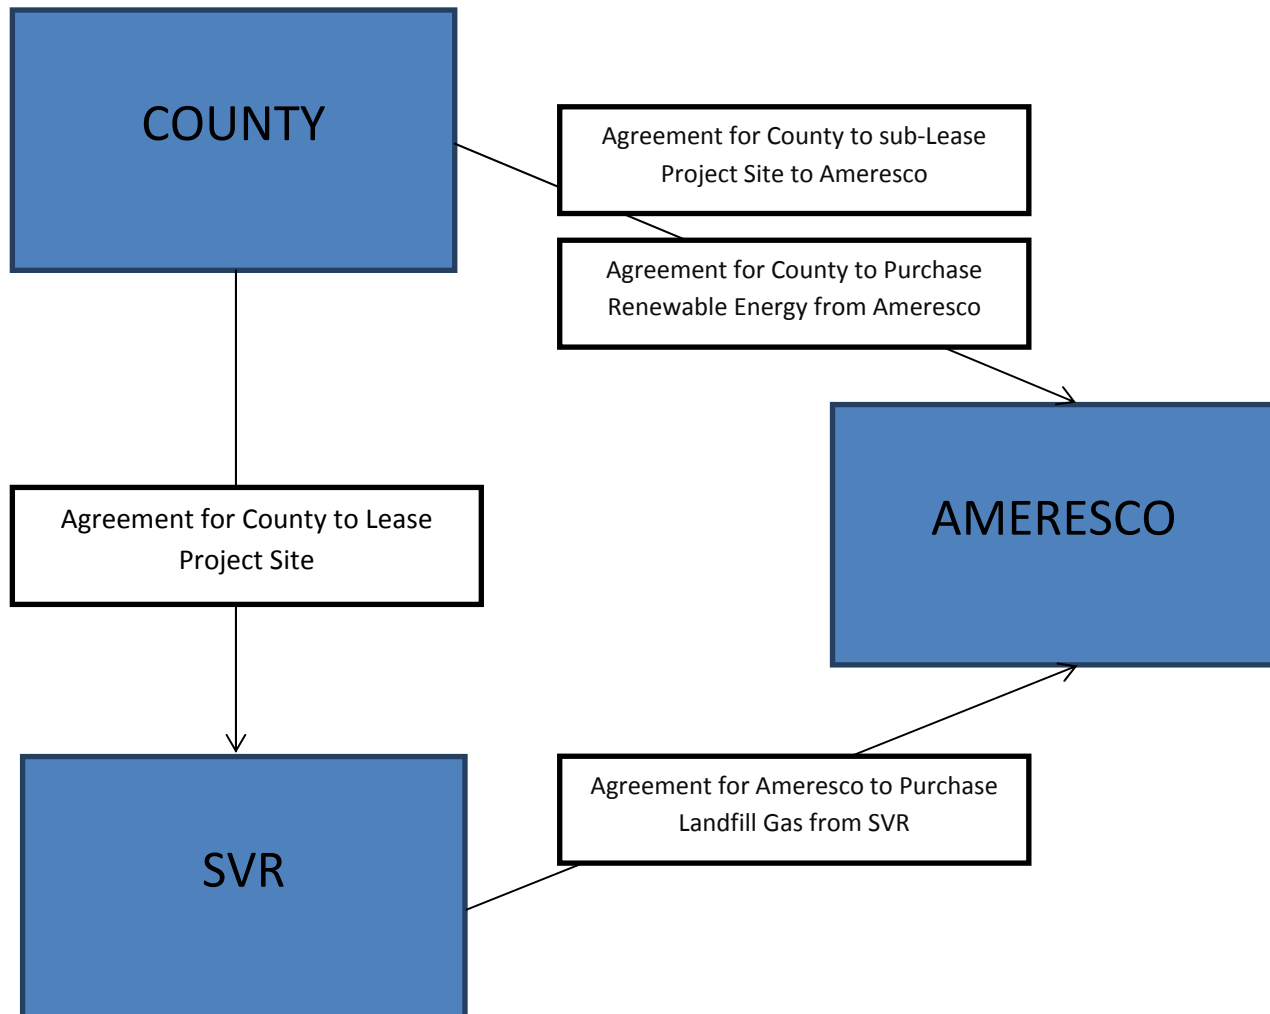 COUNTY
Agreement for County to sub-Lease
Project Site to Ameresco
Agreement for County to Purchase
Renewable Energy from Ameresco
AMERESCO
Agreement for County to Lease
Project Site
SVR
Agreement for Ameresco to Purchase
Landfill Gas from SVR